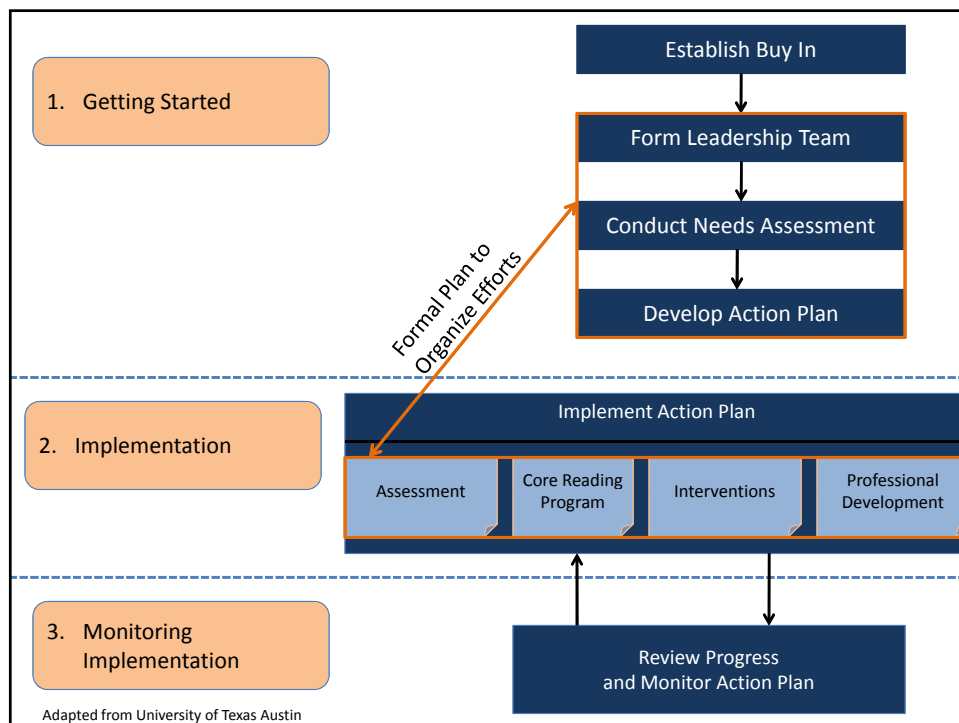 Establish Buy In
1. Getting Started
Form Leadership Team
Conduct Needs Assessment
Develop Action Plan
Formal Plan to
Organize Efforts
Implement Action Plan
2. Implementation
Assessment
Core Reading
Program
Interventions
Professional
Development
3. Monitoring
Implementation
Review Progress
and Monitor Action Plan
Adapted from University of Texas Austin